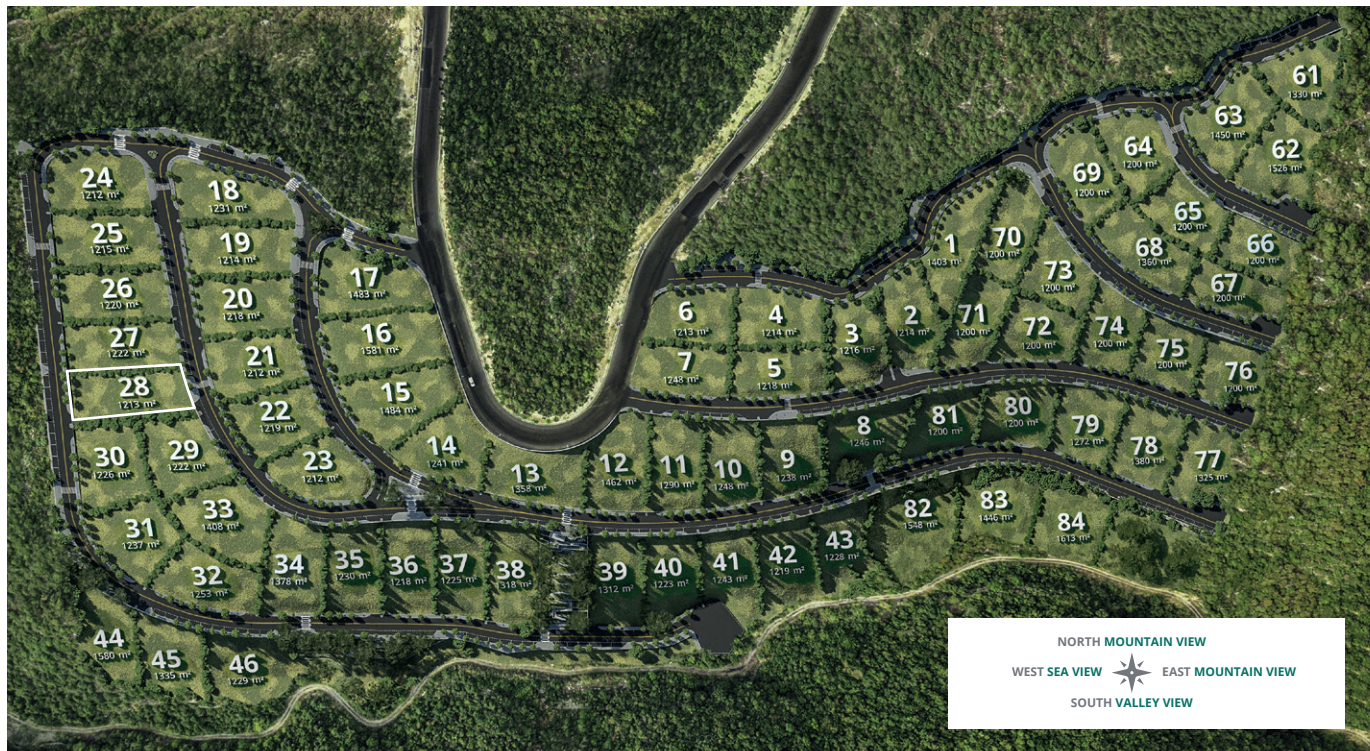 61
1330 m²
63
1450 m²
62
1526 m²
64
1200 m²
69
1200 m²
65
1200 m²
66
1200 m²
68
1360 m²
67
1200 m²
1
1403 m²
70
1200 m²
73
1200 m²
24
1212 m²
18
1231 m²
25
1215 m²
19
1214 m²
17
1483 m²
26
1220 m²
20
1218 m²
6
1213 m²
4
1214 m²
3
1216 m²
2
1214 m²
71
1200 m²
72
1200 m²
74
1200 m²
75
1200 m²
76
1200 m²
27
1222 m²
21
1212 m²
16
1581 m²
7
1248 m²
5
1218 m²
28
1213 m²
22
1219 m²
15
1484 m²
30
1226 m²
29
1222 m²
23
1212 m²
14
1241 m²
13
1358 m²
12
1462 m²
11
1290 m²
10
1248 m²
9
1238 m²
8
1246 m²
81
1200 m²
80
1200 m²
79
1272 m²
78
1380 m²
77
1325 m²
31
1237 m²
33
1408 m²
32
1253 m²
34
1378 m²
35
1230 m²
36
1218 m²
37
1225 m²
38
1318 m²
39
1312 m²
40
1223 m²
41
1243 m²
42
1219 m²
43
1228 m²
82
1548 m²
83
1446 m²
84
1613 m²
44
1580 m²
45
1335 m²
46
1229 m²
NORTH MOUNTAIN VIEW
WEST SEA VIEW EAST MOUNTAIN VIEW
SOUTH VALLEY VIEW